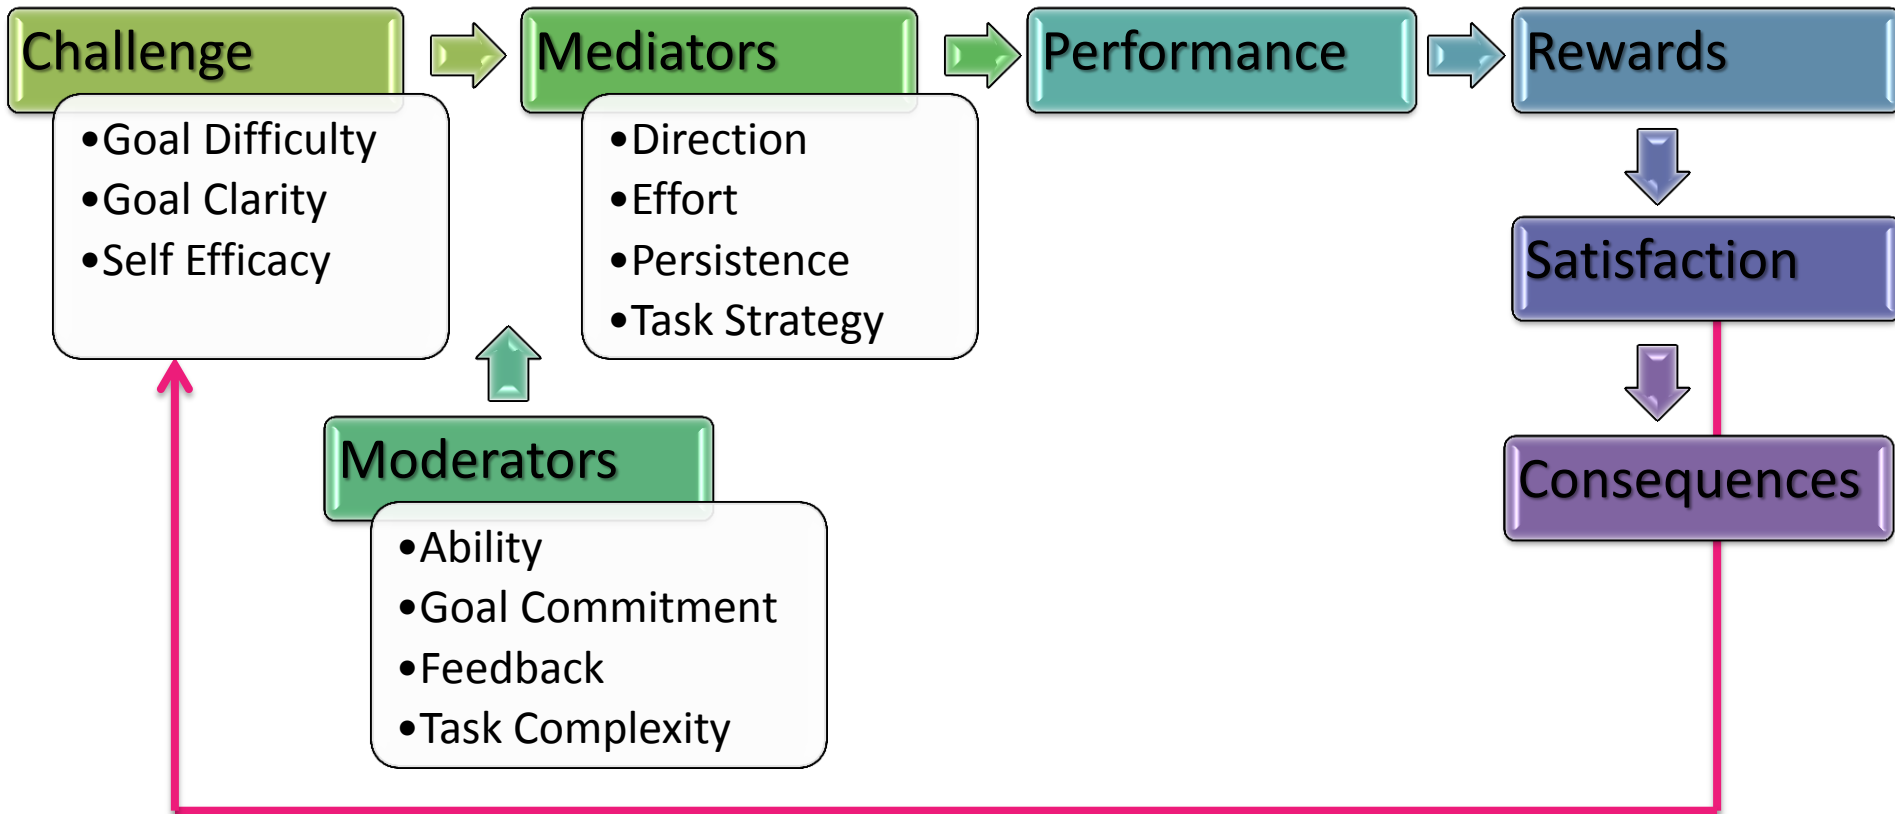 Challenge
•Goal Difficulty
•Goal Clarity
•Self Efficacy
Mediators
•Direction
•Effort
•Persistence
•Task Strategy
Moderators
•Ability
•Goal Commitment
•Feedback
•Task Complexity
Performance
Rewards
Satisfaction
Consequences